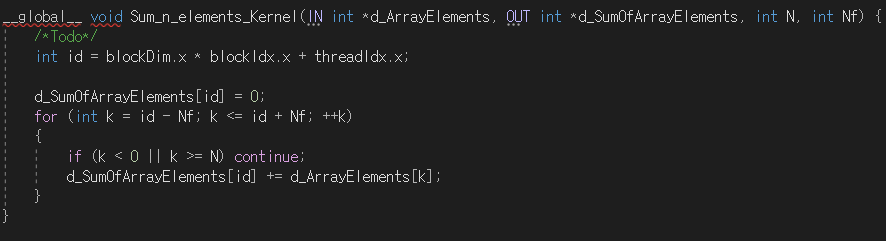 __global__ void Sum_n_elements_Kernel(IN int *d_ArrayElements, OUT int *d_SumOfArrayElements, int N, int Nf) {
/*Todo*/
int id = blockDim.x * blockIdx.x + threadIdx.x;
d_SumOfArrayElements[id] = 0;
for (int k = id - Nf; k <= id + Nf; ++k)
{
if (k < 0 || k >= N) continue;
d_SumOfArrayElements[id] += d_ArrayElements[k];
}
}